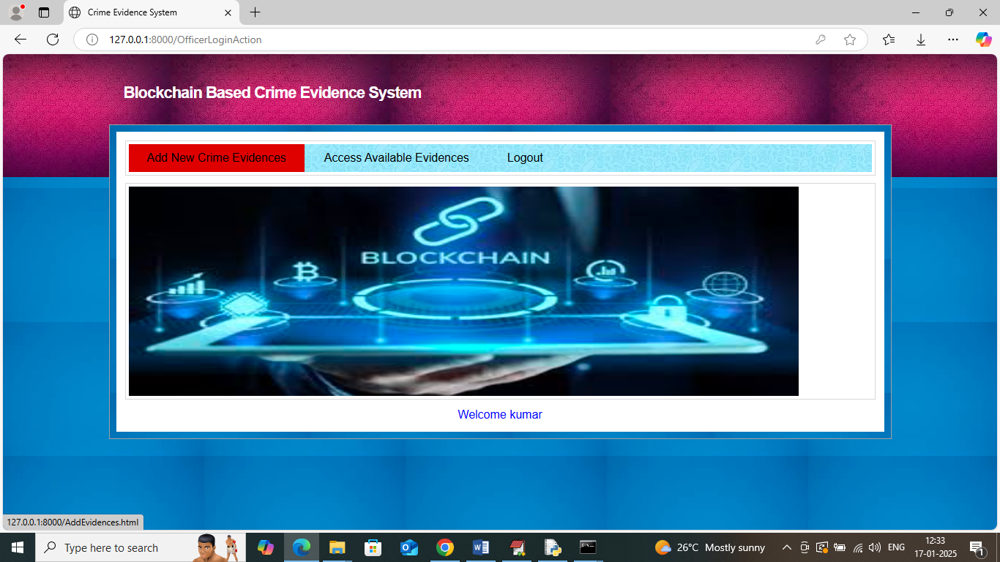 Crime Evidence System
127.0.0.1:8000/OfficerLoginAction
Blockchain Based Crime Evidence System
Add New Crime Evidences Access Available Evidences Logout
BLOCKCHAIN
Welcome kumar
127.0.0.1:8000/AddEvidences.html
Type here to search 26°C Mostly sunny ENG 12:33
17-01-2025 1